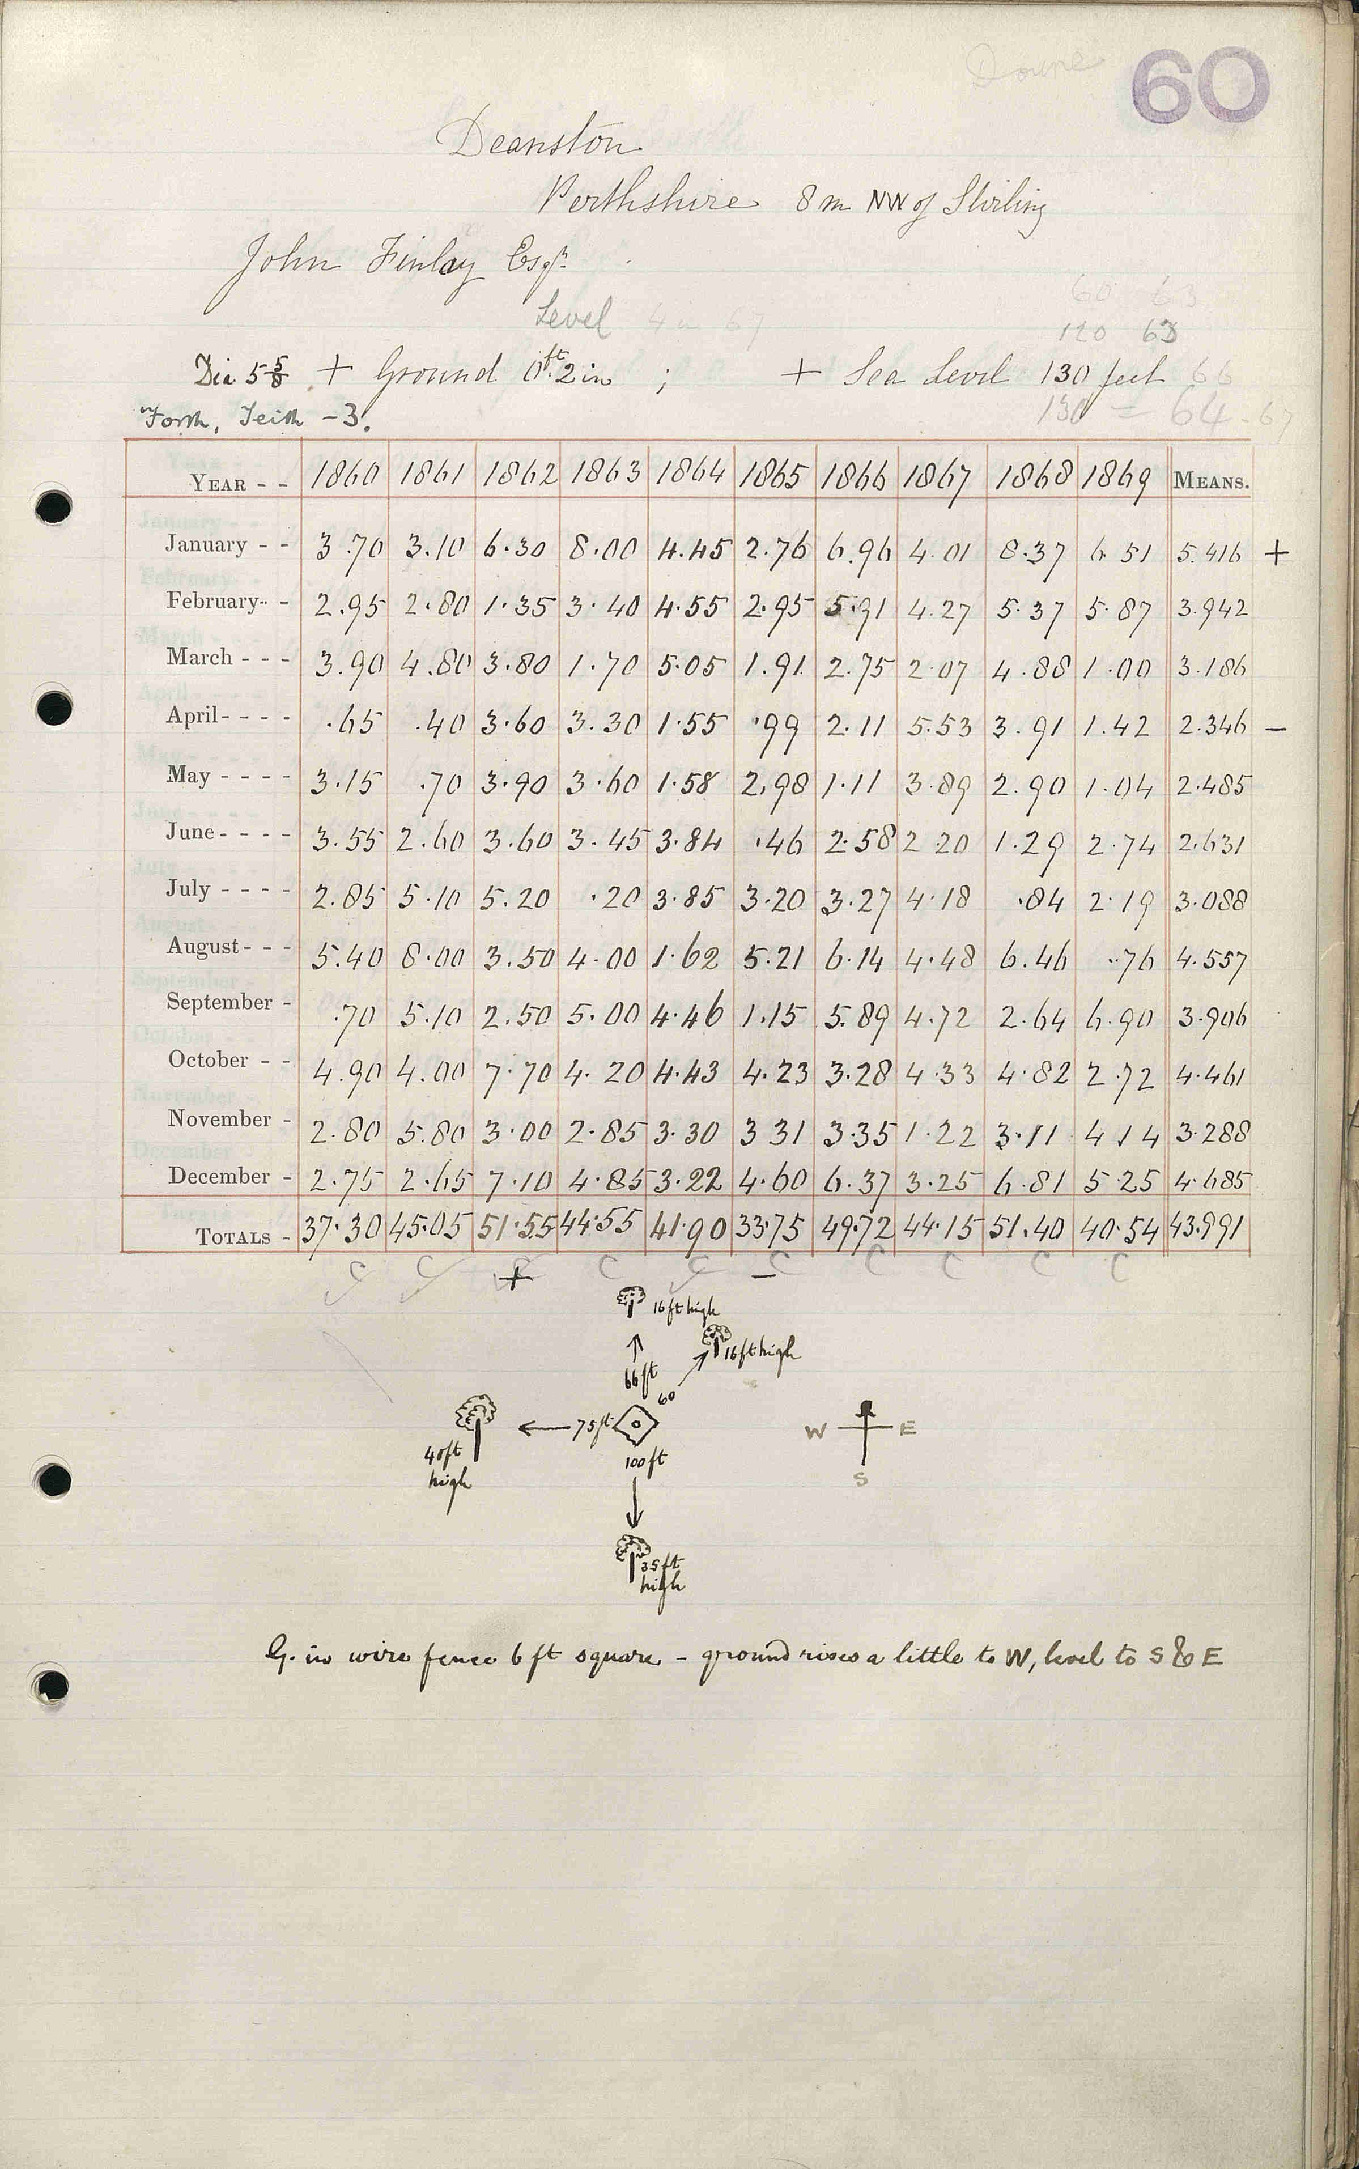 Doune 60
Deanston
Perthshire 8 m NW of Stirling
John Finlay Esqr.
Level 4 in 67
60 63
120 63
Dia 5 5/8 + Ground 0ft. 2 in ; + Sea Level 130 feet 66
Forth, Teith - 3. 130 = 64-67
YEAR - - 1860 1861 1862 1863 1864 1865 1866 1867 1868 1869 MEANS.
January - - 3.70 3.10 6.30 8.00 4.45 2.76 6.96 4.01 8.37 6.51 5.416 +
February - - 2.95 2.80 1.35 3.40 4.55 2.95 5.91 4.27 5.37 5.87 3.942
March - - - 3.90 4.80 3.80 1.70 5.05 1.91 2.75 2.07 4.88 1.00 3.186
April - - - - .65 .40 3.60 3.30 1.55 .99 2.11 5.53 3.91 1.42 2.346 -
May - - - - 3.15 .70 3.90 3.60 1.58 2.98 1.11 3.89 2.90 1.04 2.485
June - - - - 3.55 2.60 3.60 3.45 3.84 .46 2.58 2.20 1.29 2.74 2.631
July - - - - 2.85 5.10 5.20 .20 3.85 3.20 3.27 4.18 .84 2.19 3.088
August - - - 5.40 8.00 3.50 4.00 1.62 5.21 6.14 4.48 6.46 .76 4.557
September - .70 5.10 2.50 5.00 4.46 1.15 5.89 4.72 2.64 6.90 3.906
October - - 4.90 4.00 7.70 4.20 4.43 4.23 3.28 4.33 4.82 2.72 4.461
November - 2.80 5.80 3.00 2.85 3.30 3.31 3.35 1.22 3.11 4.14 3.288
December - 2.75 2.65 7.10 4.85 3.22 4.60 6.37 3.25 6.81 5.25 4.685
TOTALS - 37.30 45.05 51.55 44.55 41.90 33.75 49.72 44.15 51.40 40.54 43.991
C C + C C C - C C C C C
16 ft high
16 ft high
66 ft
60
75 ft
40 ft
high
100 ft
W E
S
35 ft
high
G. in wire fence 6 ft square - ground rises a little to W, level to S & E